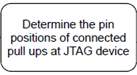 Determine the pin
positions of connected
pull ups at JTAG device